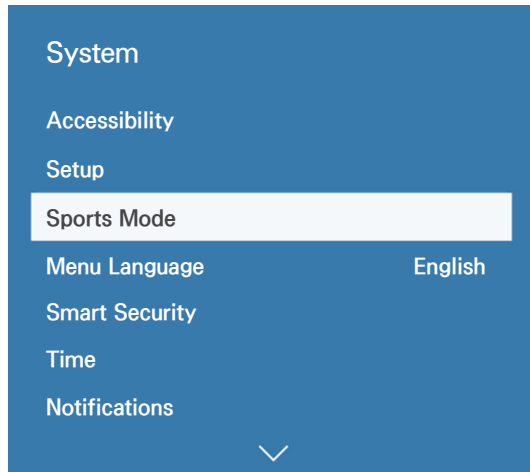 System
Accessibility
Setup
Sports Mode
Menu Language English
Smart Security
Time
Notifications